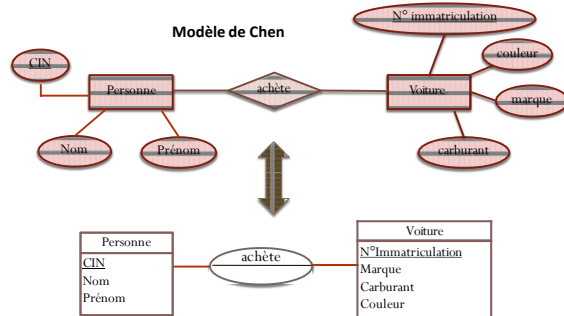 N° immatriculation
Modèle de Chen
CIN
couleur
Personne
achète
Voiture
marque
Nom
Prénom
carburant
Personne
CIN
Nom
Prénom
achète
Voiture
N°Immatriculation
Marque
Carburant
Couleur